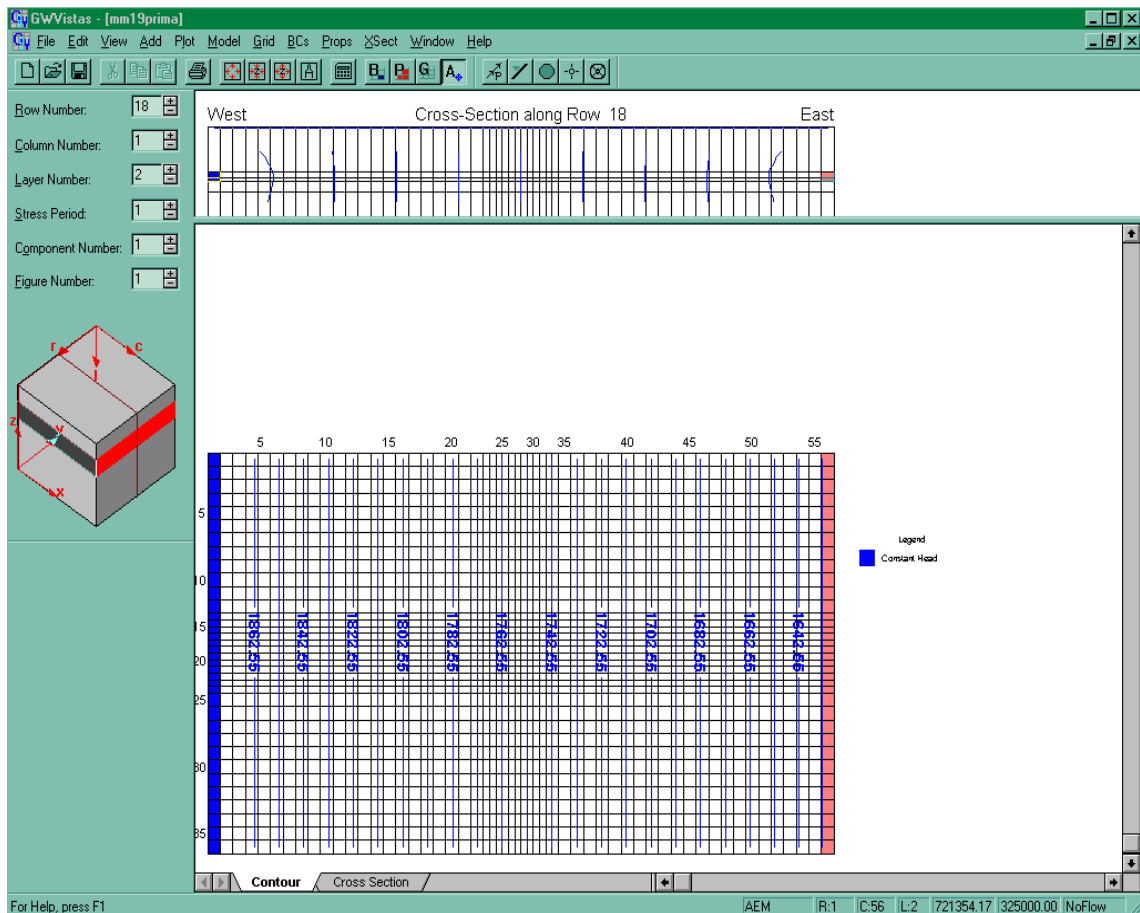 GWVistas - [mm19prima]
File Edit View Add Plot Model Grid BCs Props XSect Window Help
Row Number: 18
Column Number: 1
Layer Number: 2
Stress Period: 1
Component Number: 1
Figure Number: 1
West Cross-Section along Row 18 East
r c
l
z y
x
5 10 15 20 25 30 35 40 45 50 55
5
10
15
20
25
30
35
1862.55 1842.55 1822.55 1802.55 1782.55 1762.55 1742.55 1722.55 1702.55 1682.55 1662.55 1642.55
Legend
Constant Head
Contour Cross Section
For Help, press F1 AEM R:1 C:56 L:2 721354.17 325000.00 NoFlow